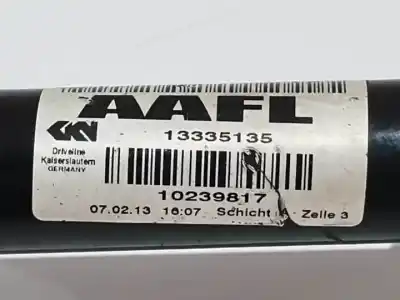 AAFL
GKN
13335135
Driveline
Kaiserslautern
GERMANY
10239817
07.02.13 16:07 Schicht A - Zeile 3